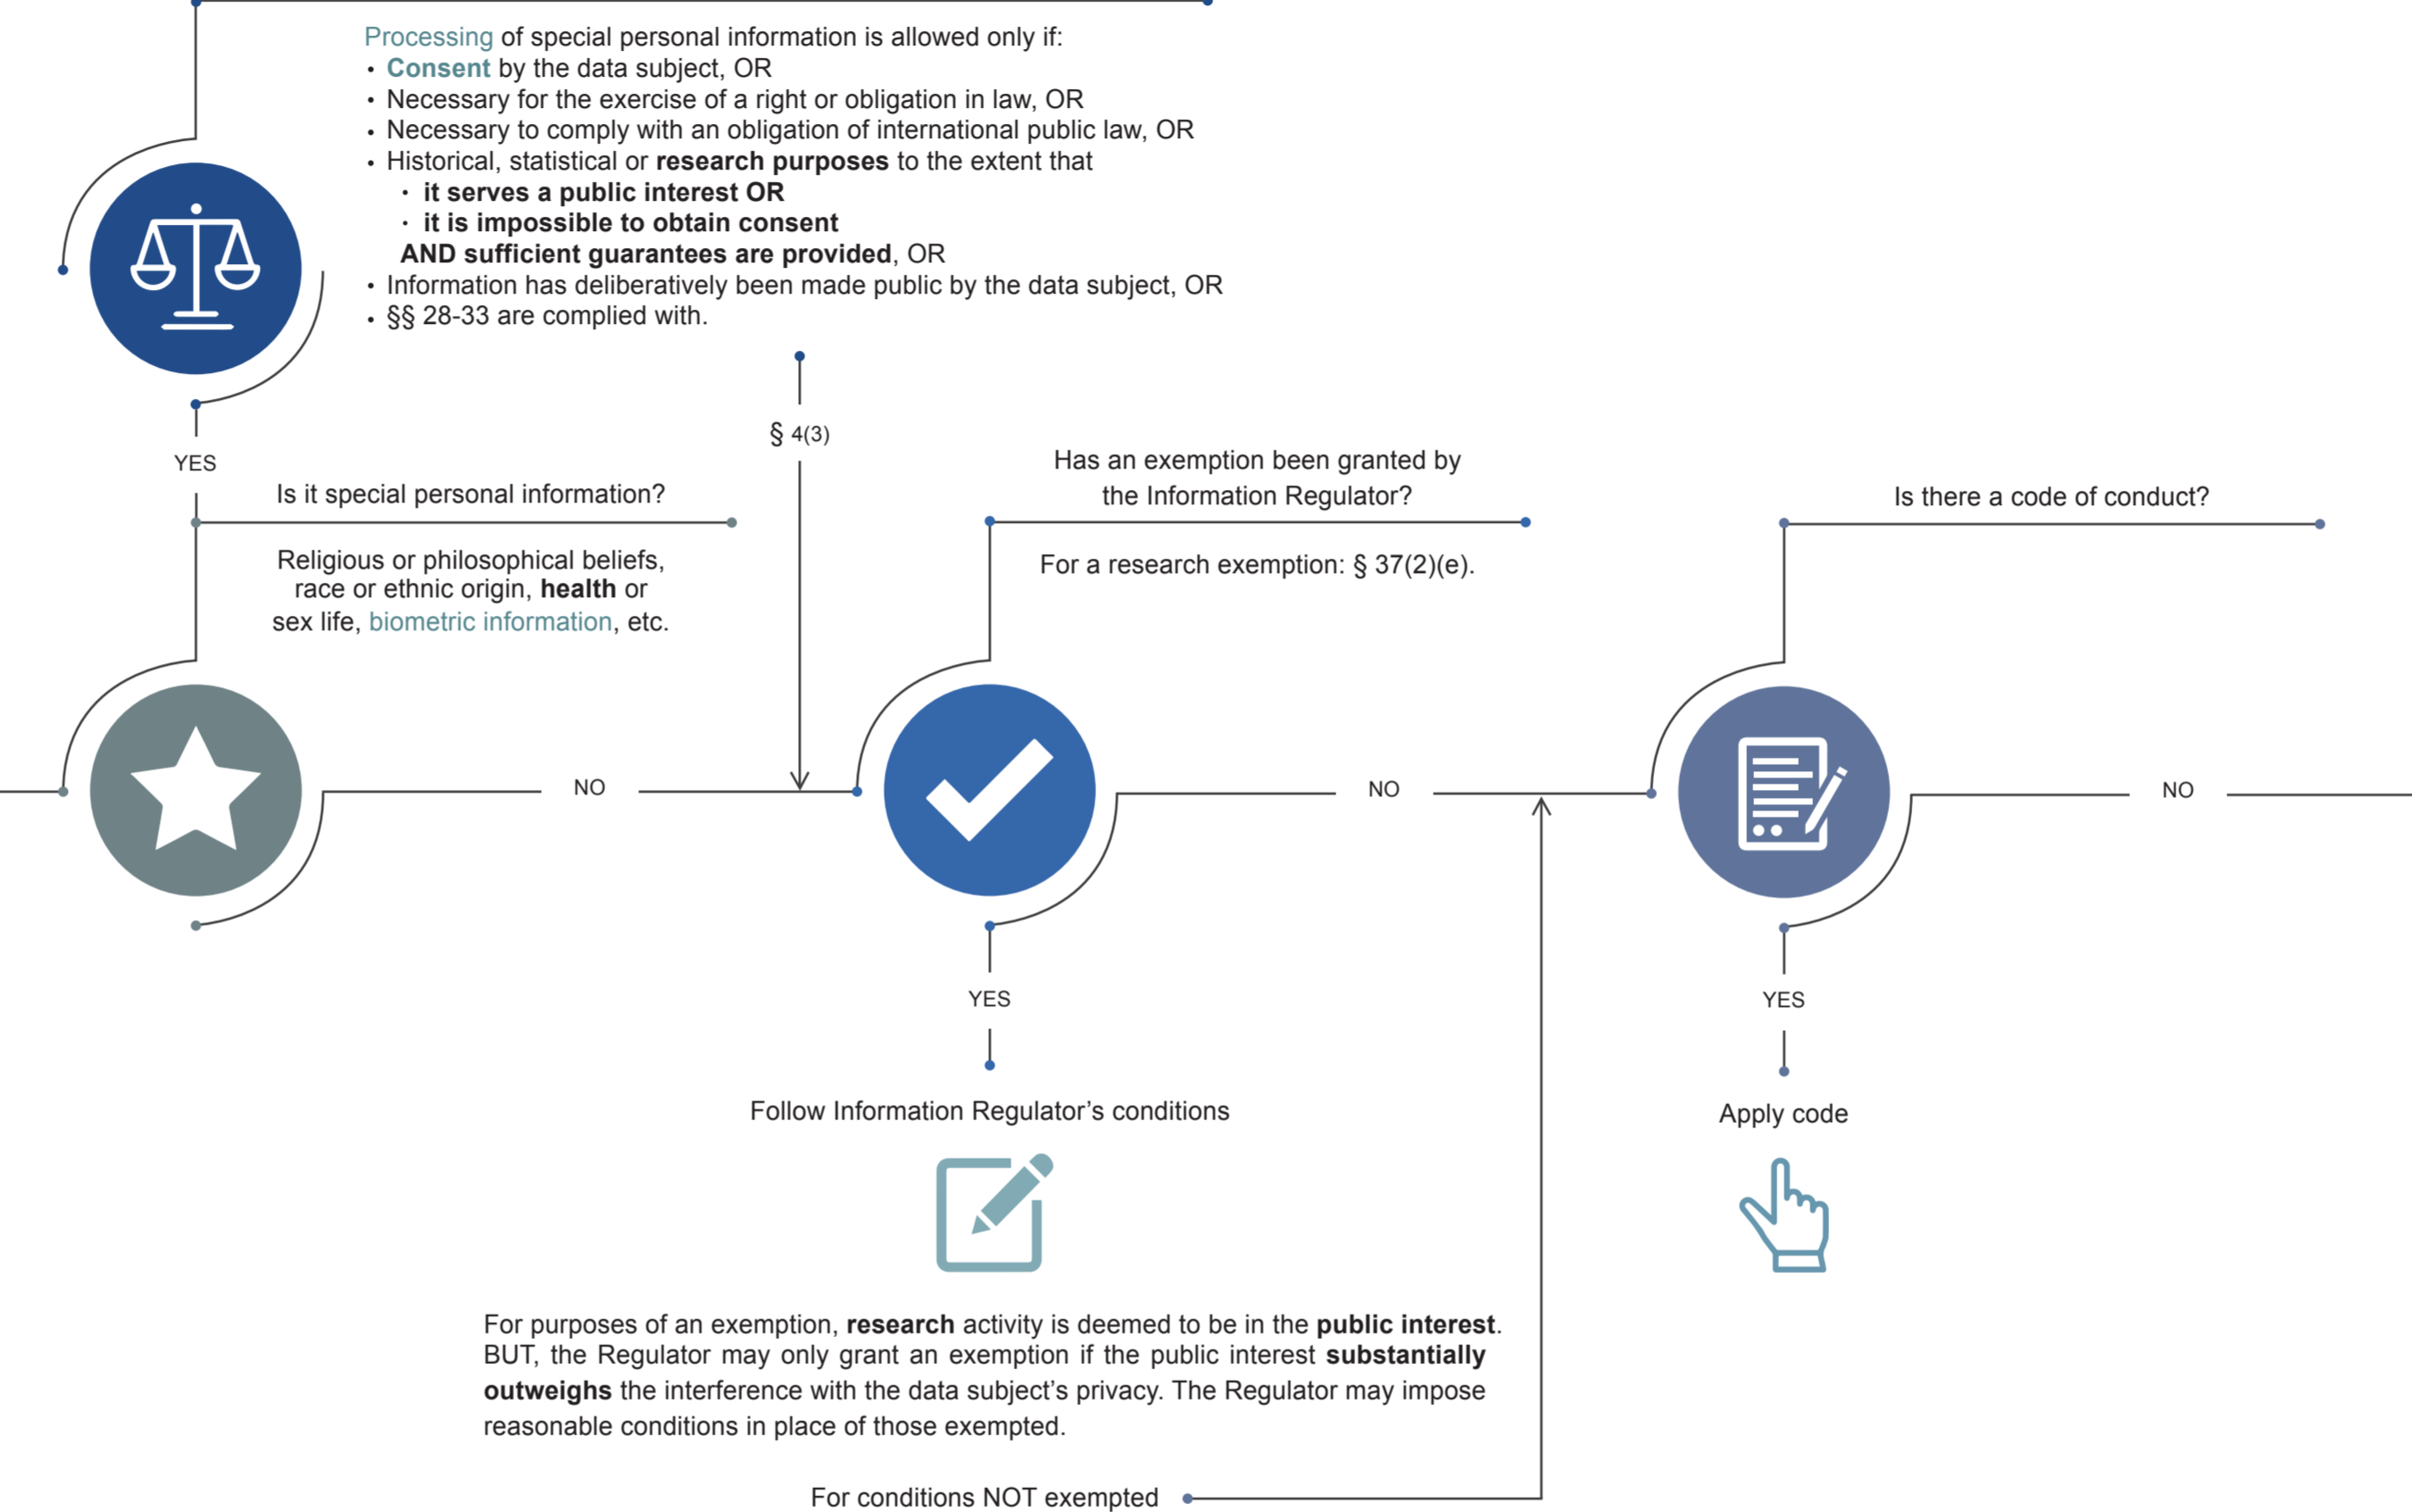 Processing of special personal information is allowed only if:
• Consent by the data subject, OR
• Necessary for the exercise of a right or obligation in law, OR
• Necessary to comply with an obligation of international public law, OR
• Historical, statistical or research purposes to the extent that
• it serves a public interest OR
• it is impossible to obtain consent
AND sufficient guarantees are provided, OR
• Information has deliberatively been made public by the data subject, OR
• §§ 28-33 are complied with.
§ 4(3)
YES
Is it special personal information?
Religious or philosophical beliefs,
race or ethnic origin, health or
sex life, biometric information, etc.
NO
Has an exemption been granted by
the Information Regulator?
For a research exemption: § 37(2)(e).
NO
YES
Follow Information Regulator’s conditions
Is there a code of conduct?
NO
YES
Apply code
For purposes of an exemption, research activity is deemed to be in the public interest.
BUT, the Regulator may only grant an exemption if the public interest substantially
outweighs the interference with the data subject’s privacy. The Regulator may impose
reasonable conditions in place of those exempted.
For conditions NOT exempted